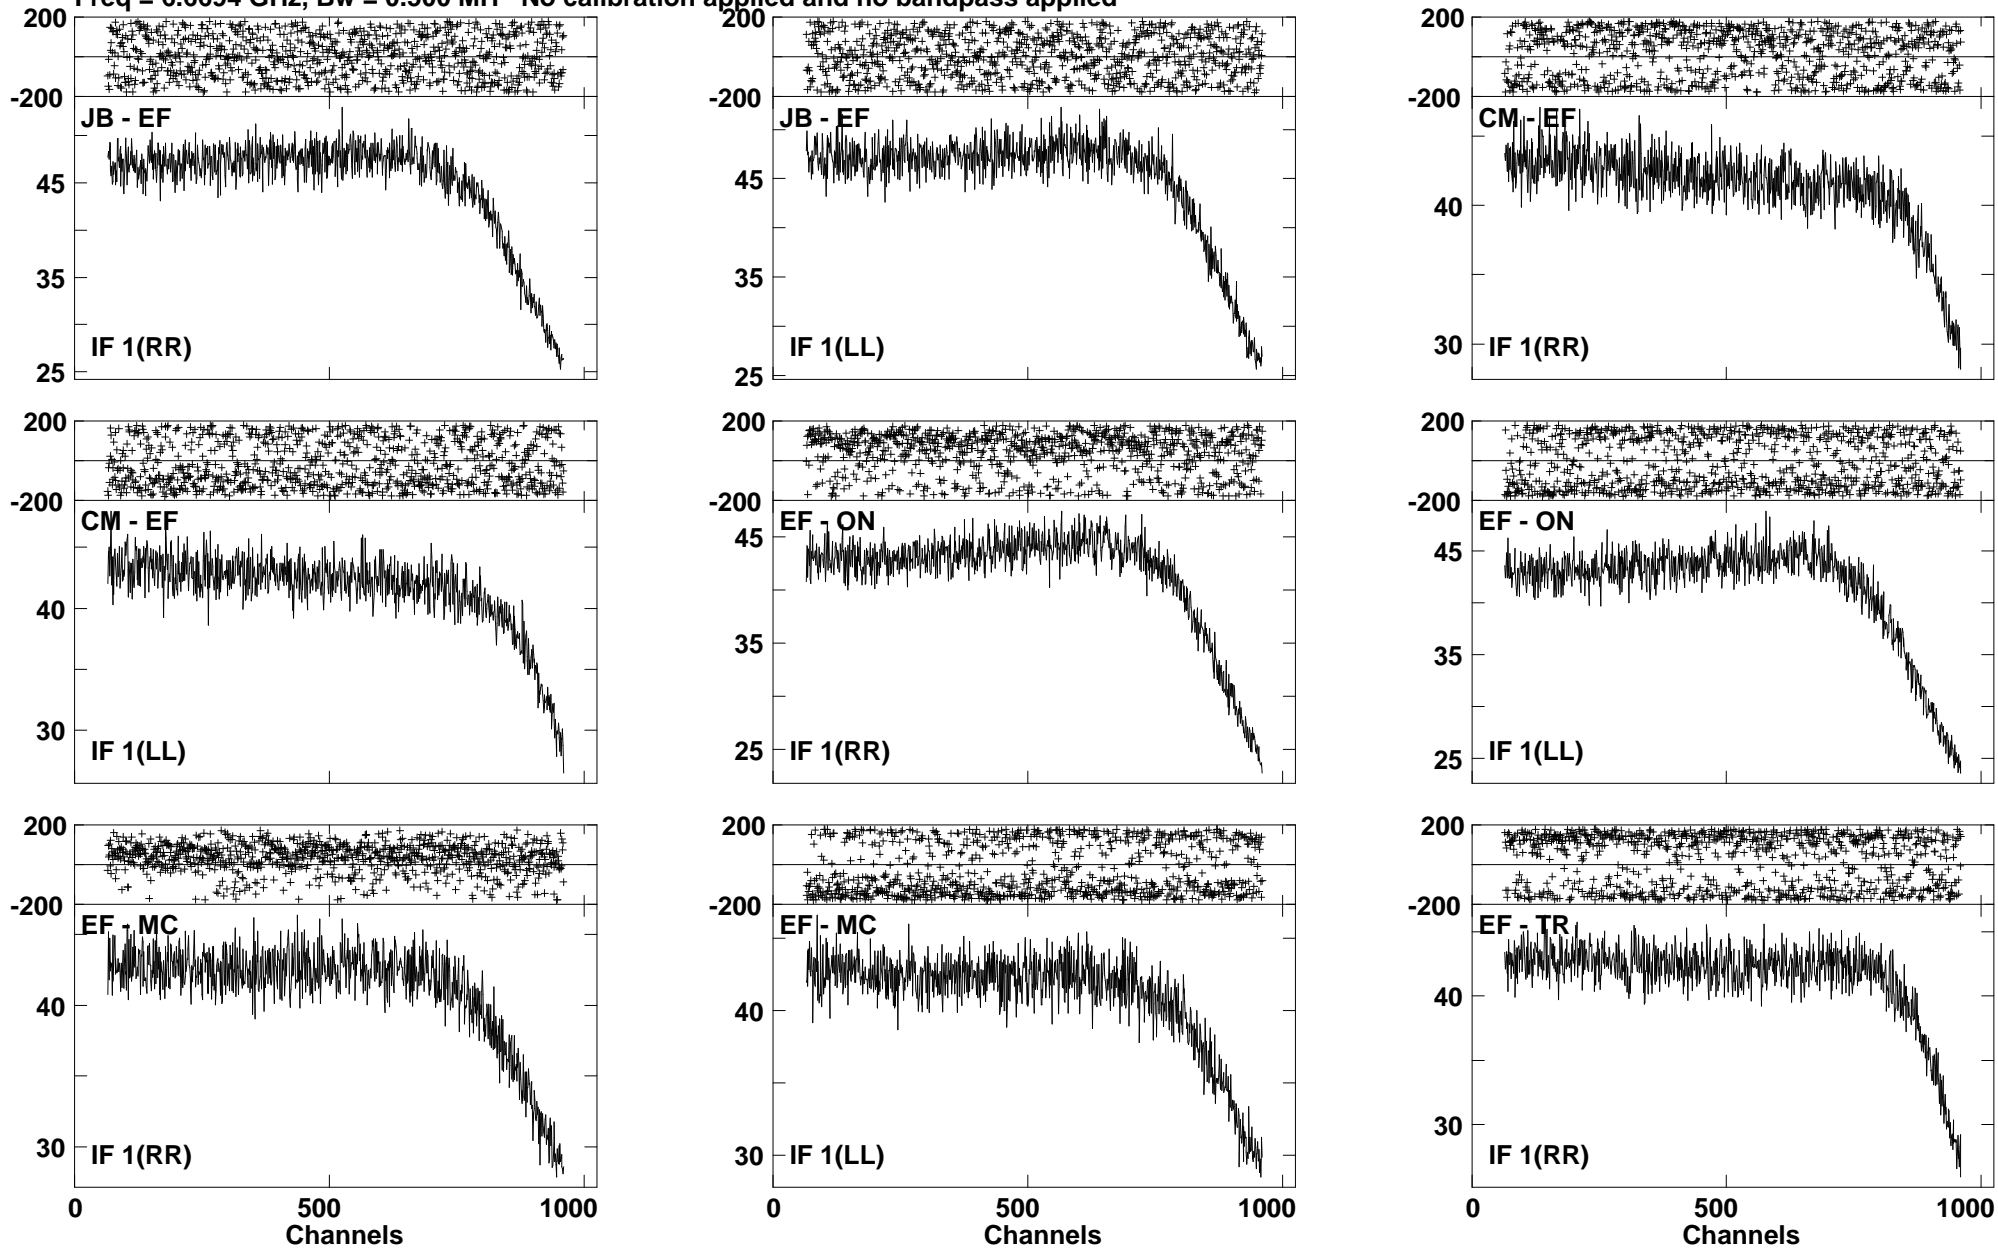 No calibration applied and no bandpass applied
200
-200
JB - EF
45
35
25
IF 1(RR)
200
-200
JB - EF
45
35
25
IF 1(LL)
200
-200
CM - EF
40
30
IF 1(RR)
200
-200
CM - EF
40
30
IF 1(LL)
200
-200
EF - ON
45
35
25
IF 1(RR)
200
-200
EF - ON
45
35
25
IF 1(LL)
200
-200
EF - MC
40
30
IF 1(RR)
0 500 1000
Channels
200
-200
EF - MC
40
30
IF 1(LL)
200
-200
EF - TR
40
30
IF 1(RR)
0 500 1000
Channels